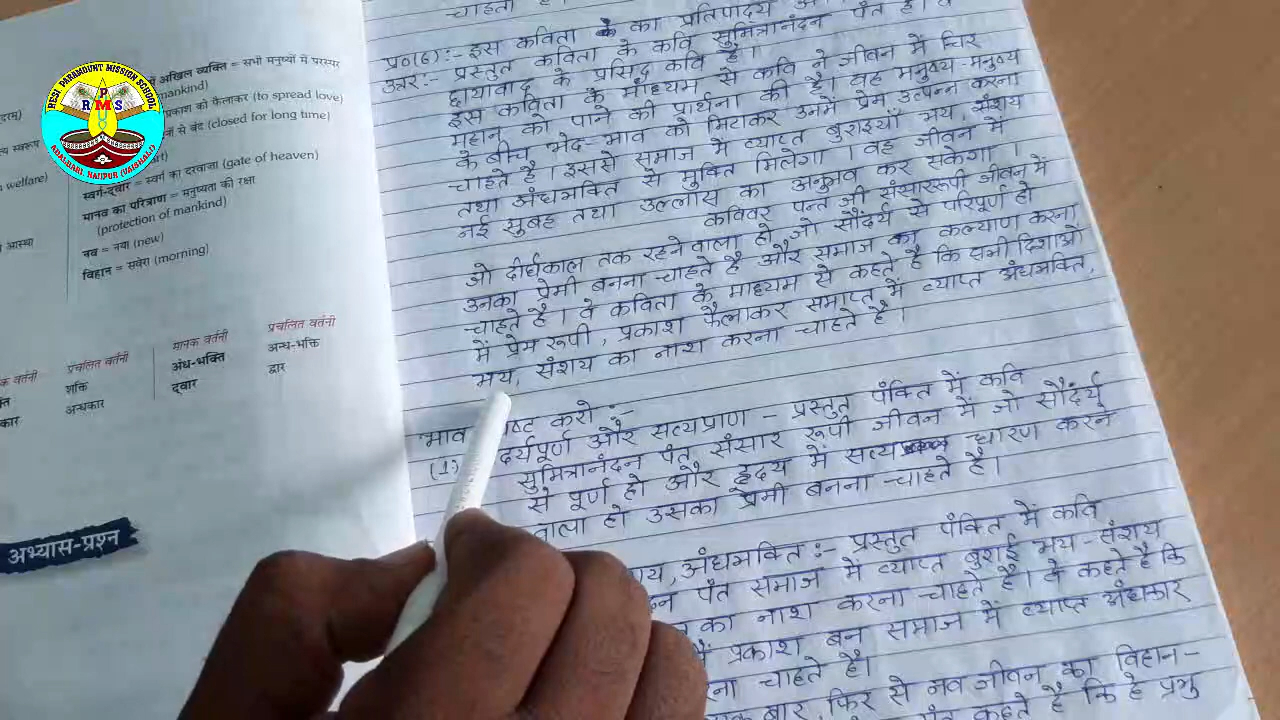 RESI PARAMOUNT MISSION SCHOOL
R P M S
अखिल व्यक्ति = सभी मनुष्यों में परस्पर
mankind)
प्रकाश को फैलाकर (to spread love)
से बंद (closed for long time)
welfare)
स्वर्ग-द्वार = स्वर्ग का दरवाज़ा (gate of heaven)
मानव का परित्राण = मनुष्यता की रक्षा
(protection of mankind)
आस्था
नव = नया (new)
विहान = सवेरा (morning)
प्रचलित वर्तनी
मानक वर्तनी
प्रचलित वर्तनी
शक्ति
अंध-भक्ति
अन्ध-भक्ति
अन्धकार
द्वार
द्वार
अभ्यास-प्रश्न
चाहता है
प्र०(6):- इस कविता का प्रतिपाद्य
उत्तर:- प्रस्तुत कविता के कवि सुमित्रानंदन पंत है।
छायावाद के प्रसिद्ध कवि है।
इस कविता के माध्यम से कवि ने जीवन में चिर
महान को पाने की प्रार्थना की है। वह मनुष्य-मनुष्य
के बीच भेद-भाव को मिटाकर उनमें प्रेम उत्पन्न करना
चाहते है। इससे समाज में व्याप्त बुराइयाँ भय, संशय
तथा अंधभक्ति से मुक्ति मिलेगा। वह जीवन में
नई सुबह तथा उल्लास का अनुभव कर सकेगा।
कविवर पन्त जी संसाररूपी जीवन में
ओ दीर्घकाल तक रहने वाला हो जो सौंदर्य से परिपूर्ण हो
उनका प्रेमी बनना चाहते है और समाज का कल्याण करना
चाहते है। वे कविता के माध्यम से कहते है कि सभी दिशाओं
में प्रेम रूपी, प्रकाश फैलाकर समाप्त में व्याप्त अंधभक्ति,
भय, संशय का नाश करना चाहते है।
भाव करो :-
(1) और सत्यप्राण - प्रस्तुत पंक्ति में कवि
सुमित्रानंदन पंत संसार रूपी जीवन में जो सौंदर्य
से पूर्ण हो और हृदय में सत्य धारण करने
वाला हो उसका प्रेमी बनना चाहते है।
अंधभक्ति :- प्रस्तुत पंक्ति में कवि
पंत समाज में व्याप्त बुराई भय-संशय
का नाश करना चाहते है। वे कहते है कि
प्रकाश बन समाज में व्याप्त अंधकार
चाहते है।
बार, फिर से नव जीवन का विहान-
पंत कहते है कि हे प्रभु